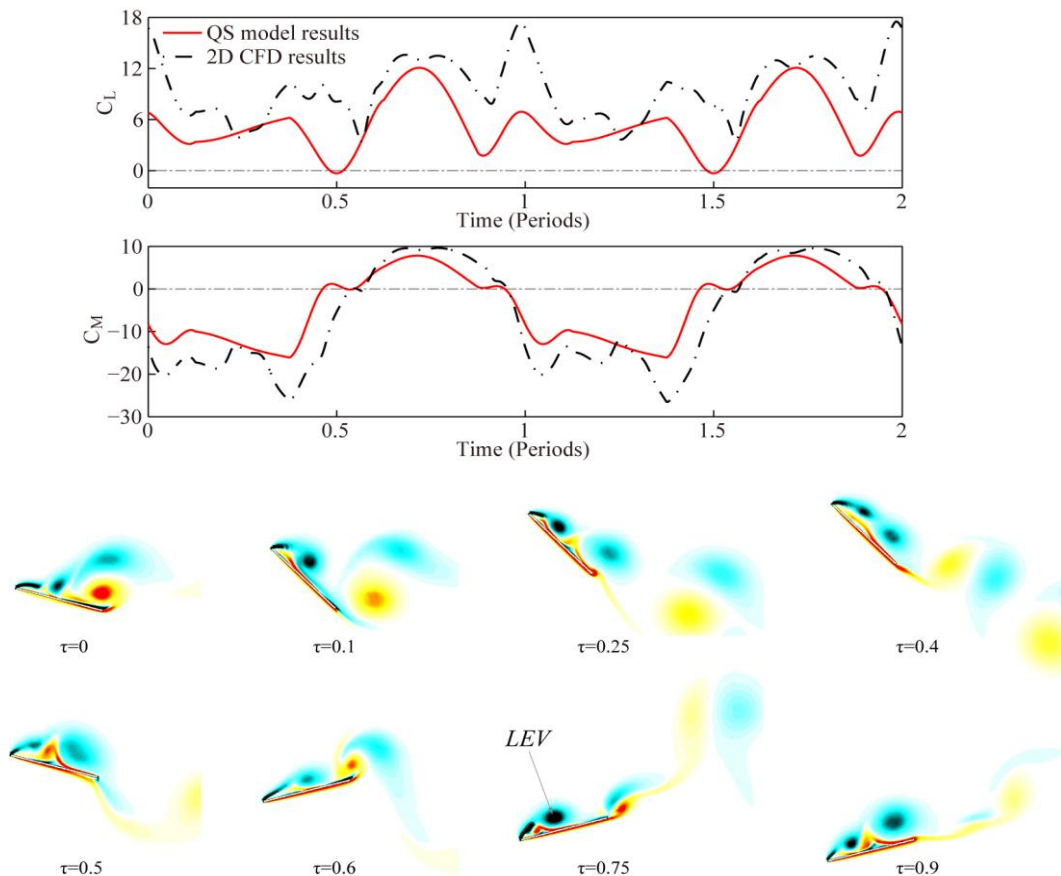 18
12
6
0
C_L
QS model results
2D CFD results
0 0.5 1 1.5 2
Time (Periods)
10
0
−10
−20
−30
C_M
0 0.5 1 1.5 2
Time (Periods)
τ=0 τ=0.1 τ=0.25 τ=0.4
LEV
τ=0.5 τ=0.6 τ=0.75 τ=0.9